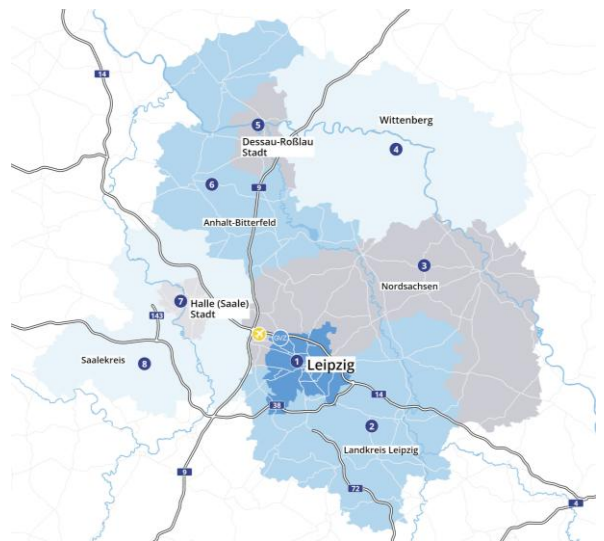 14
Wittenberg
5
Dessau-Roßlau
Stadt
4
6
9
Anhalt-Bitterfeld
3
Nordsachsen
7
Halle (Saale)
Stadt
143
GVZ
1
Leipzig
Saalekreis
8
38
14
2
Landkreis Leipzig
9
72
4